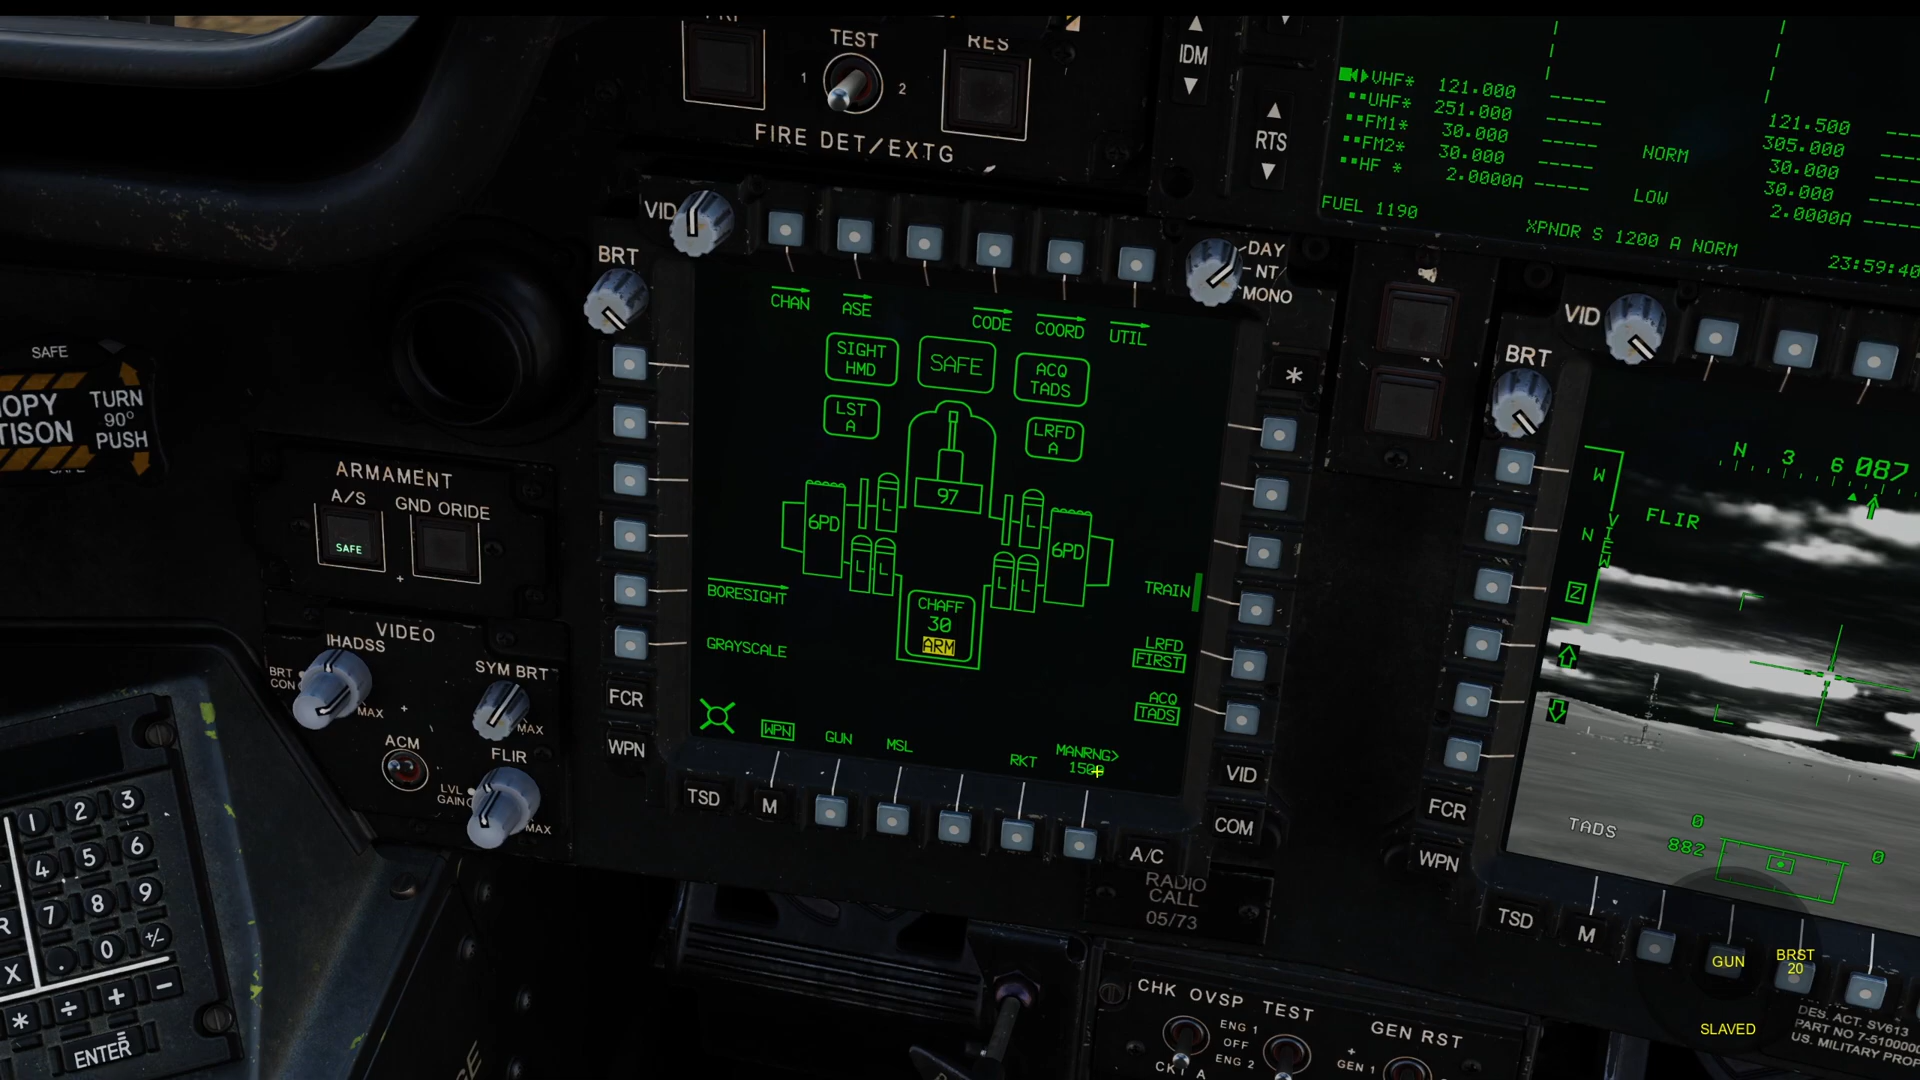 TEST
RES
1
2
FIRE DET/EXTG
IDM
RTS
VHF* 121.000 -----
UHF* 251.000 -----
FM1* 30.000 -----
FM2* 30.000 -----
HF * 2.0000A -----
NORM
LOW
121.500
305.000
30.000
30.000
2.0000A
FUEL 1190
XPNDR S 1200 A NORM
VID
BRT
DAY
NT
MONO
CHAN
ASE
CODE
COORD
UTIL
SIGHT
HMD
SAFE
ACQ
TADS
LST
A
LRFD
A
97
6PD
L
L
L
L
L
L
6PD
CHAFF
30
ARM
BORESIGHT
GRAYSCALE
TRAIN
LRFD
FIRST
ACQ
TADS
WPN
GUN
MSL
RKT
MANRNG>
FCR
WPN
TSD
M
*
VID
COM
A/C
RADIO
CALL
05/73
SAFE
TURN
90°
PUSH
ARMAMENT
A/S
GND ORIDE
SAFE
VIDEO
IHADSS
BRT
CON
MAX
SYM BRT
MAX
ACM
FLIR
LVL
GAIN
MAX
1 2 3
4 5 6
7 8 9
. 0 +/-
X
* ÷ + −
ENTER
VID
BRT
N 3 6 087
FLIR
W
N
Z
VIEW
TADS
0
882
0
FCR
WPN
TSD
M
GUN
BRST
20
SLAVED
CHK OVSP TEST
ENG 1
OFF
ENG 2
GEN RST
GEN 1
DES. ACT. SV613